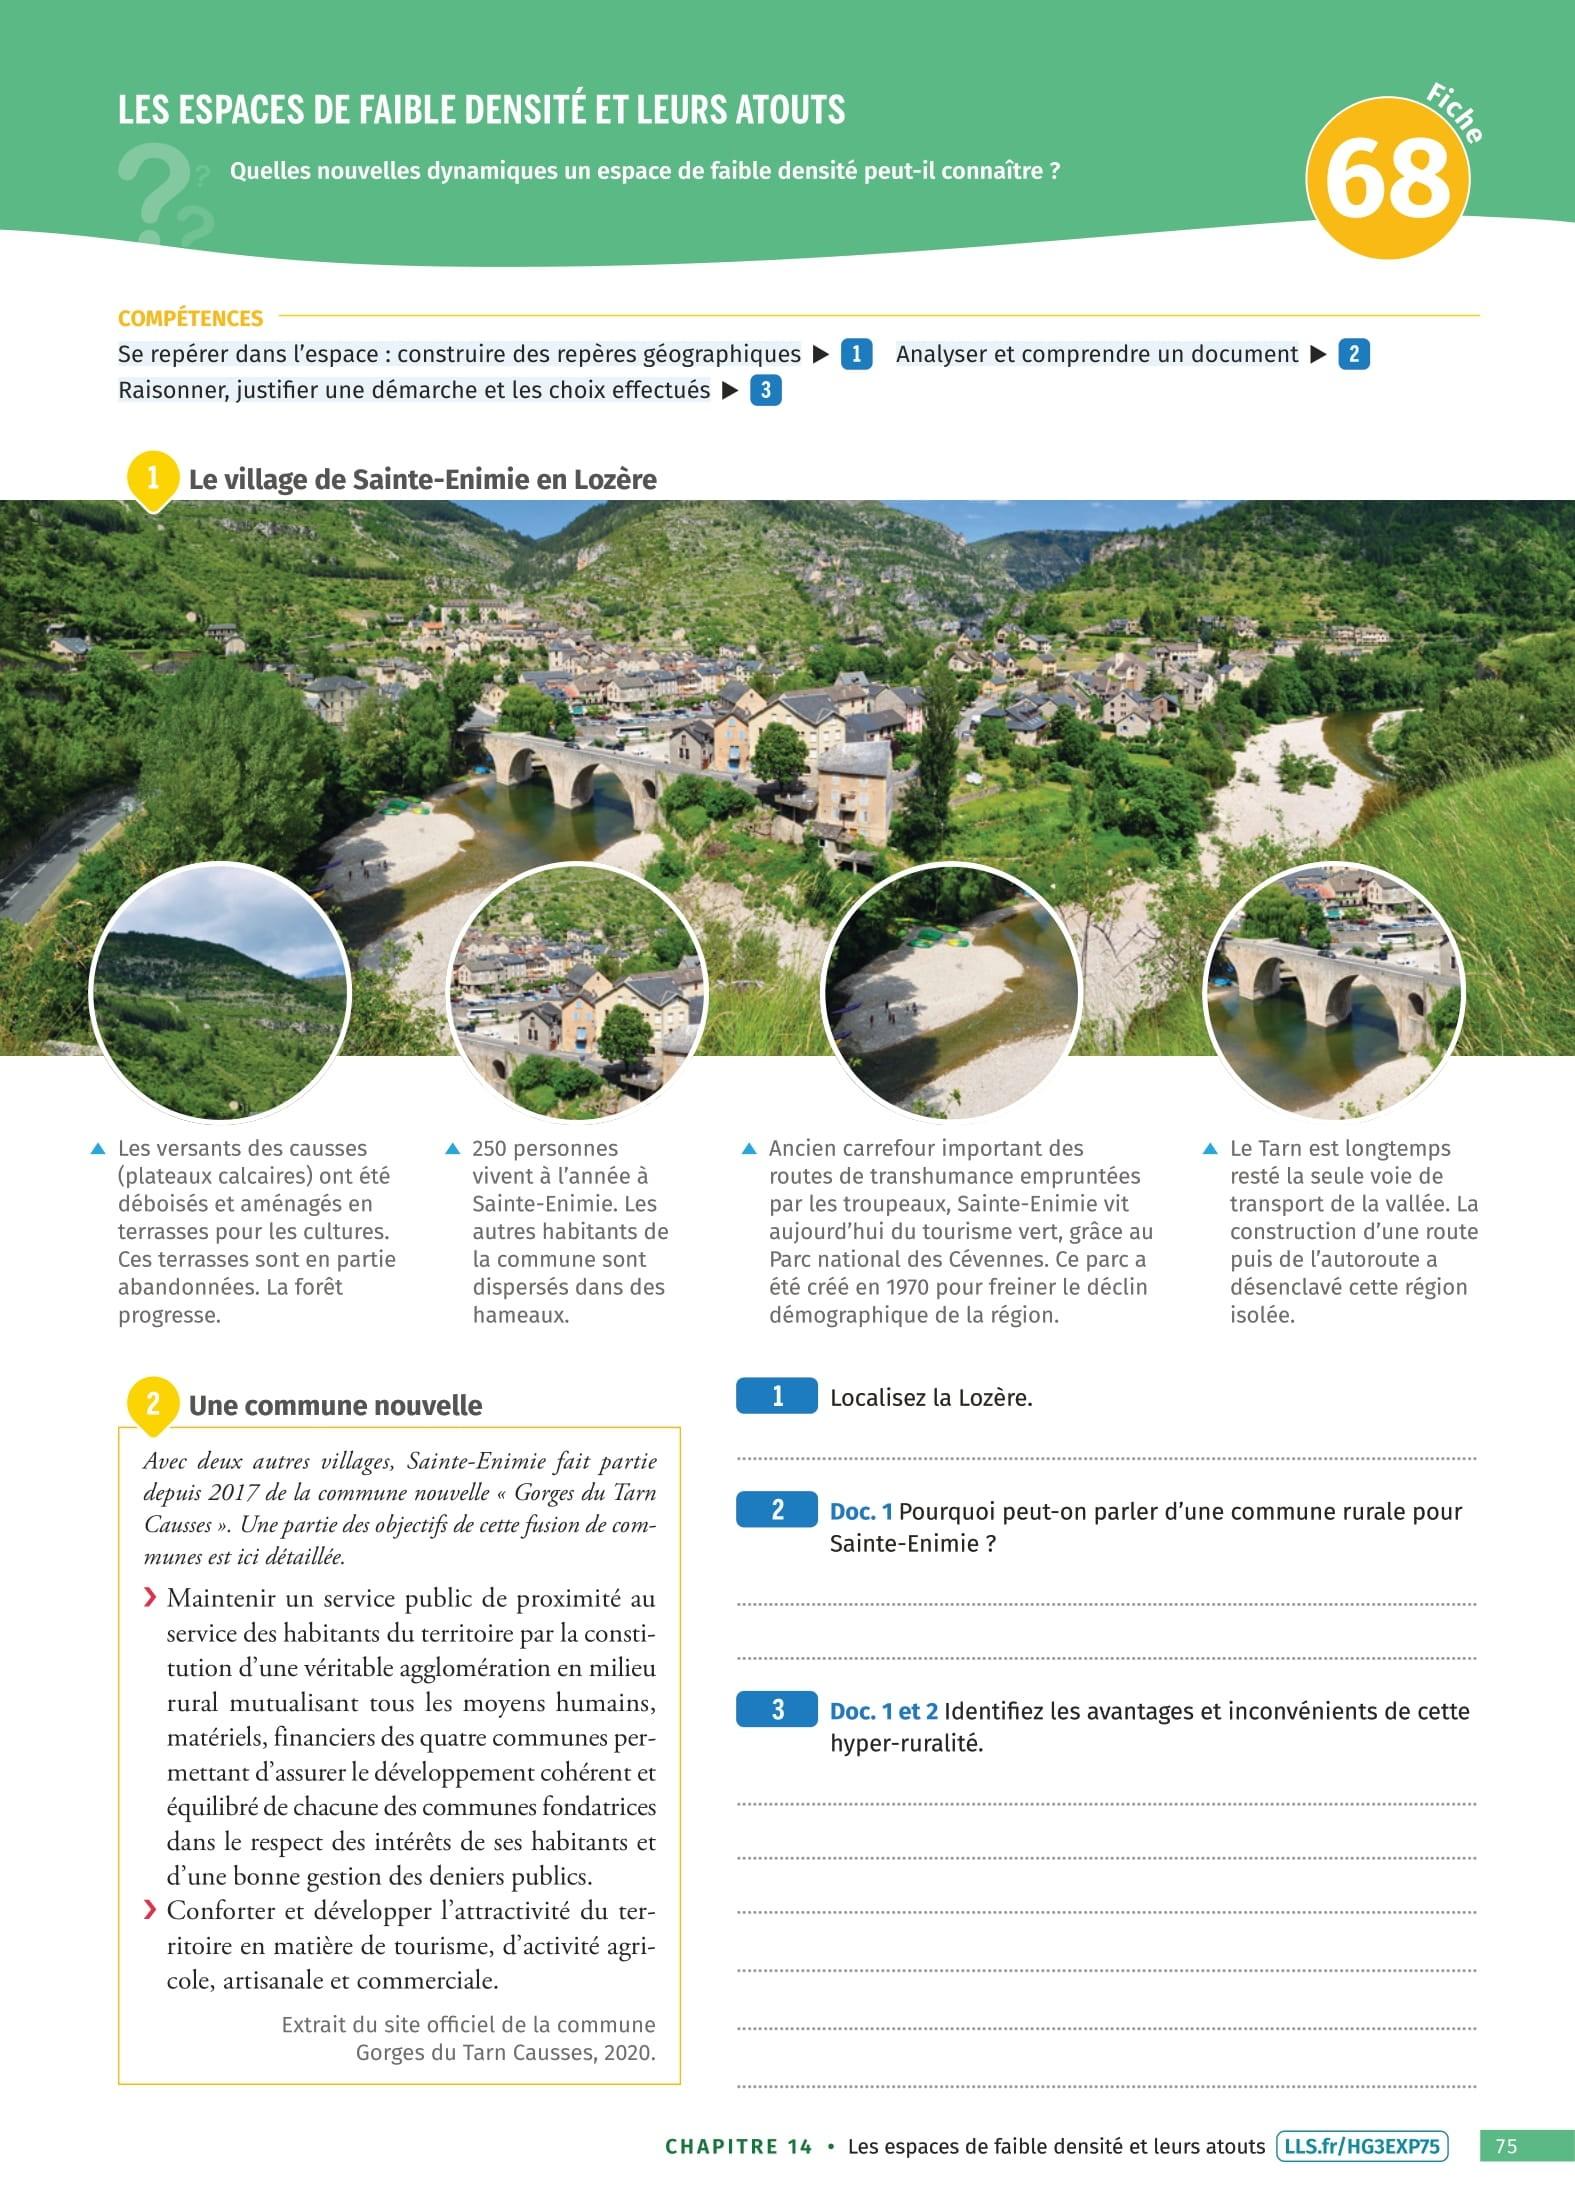 LES ESPACES DE FAIBLE DENSITÉ ET LEURS ATOUTS
Fiche
68
? ? ?
Quelles nouvelles dynamiques un espace de faible densité peut-il connaître ?
COMPÉTENCES
Se repérer dans l'espace : construire des repères géographiques ▶ 1 Analyser et comprendre un document ▶ 2
Raisonner, justifier une démarche et les choix effectués ▶ 3
1 Le village de Sainte-Enimie en Lozère
▲ Les versants des causses
(plateaux calcaires) ont été
déboisés et aménagés en
terrasses pour les cultures.
Ces terrasses sont en partie
abandonnées. La forêt
progresse.
▲ 250 personnes
vivent à l'année à
Sainte-Enimie. Les
autres habitants de
la commune sont
dispersés dans des
hameaux.
▲ Ancien carrefour important des
routes de transhumance empruntées
par les troupeaux, Sainte-Enimie vit
aujourd'hui du tourisme vert, grâce au
Parc national des Cévennes. Ce parc a
été créé en 1970 pour freiner le déclin
démographique de la région.
▲ Le Tarn est longtemps
resté la seule voie de
transport de la vallée. La
construction d'une route
puis de l'autoroute a
désenclavé cette région
isolée.
2 Une commune nouvelle
Avec deux autres villages, Sainte-Enimie fait partie
depuis 2017 de la commune nouvelle « Gorges du Tarn
Causses ». Une partie des objectifs de cette fusion de com-
munes est ici détaillée.
❯ Maintenir un service public de proximité au
service des habitants du territoire par la consti-
tution d'une véritable agglomération en milieu
rural mutualisant tous les moyens humains,
matériels, financiers des quatre communes per-
mettant d'assurer le développement cohérent et
équilibré de chacune des communes fondatrices
dans le respect des intérêts de ses habitants et
d'une bonne gestion des deniers publics.
❯ Conforter et développer l'attractivité du ter-
ritoire en matière de tourisme, d'activité agri-
cole, artisanale et commerciale.
Extrait du site officiel de la commune
Gorges du Tarn Causses, 2020.
1 Localisez la Lozère.
2 Doc. 1 Pourquoi peut-on parler d'une commune rurale pour
Sainte-Enimie ?
3 Doc. 1 et 2 Identifiez les avantages et inconvénients de cette
hyper-ruralité.
CHAPITRE 14 • Les espaces de faible densité et leurs atouts LLS.fr/HG3EXP75 75